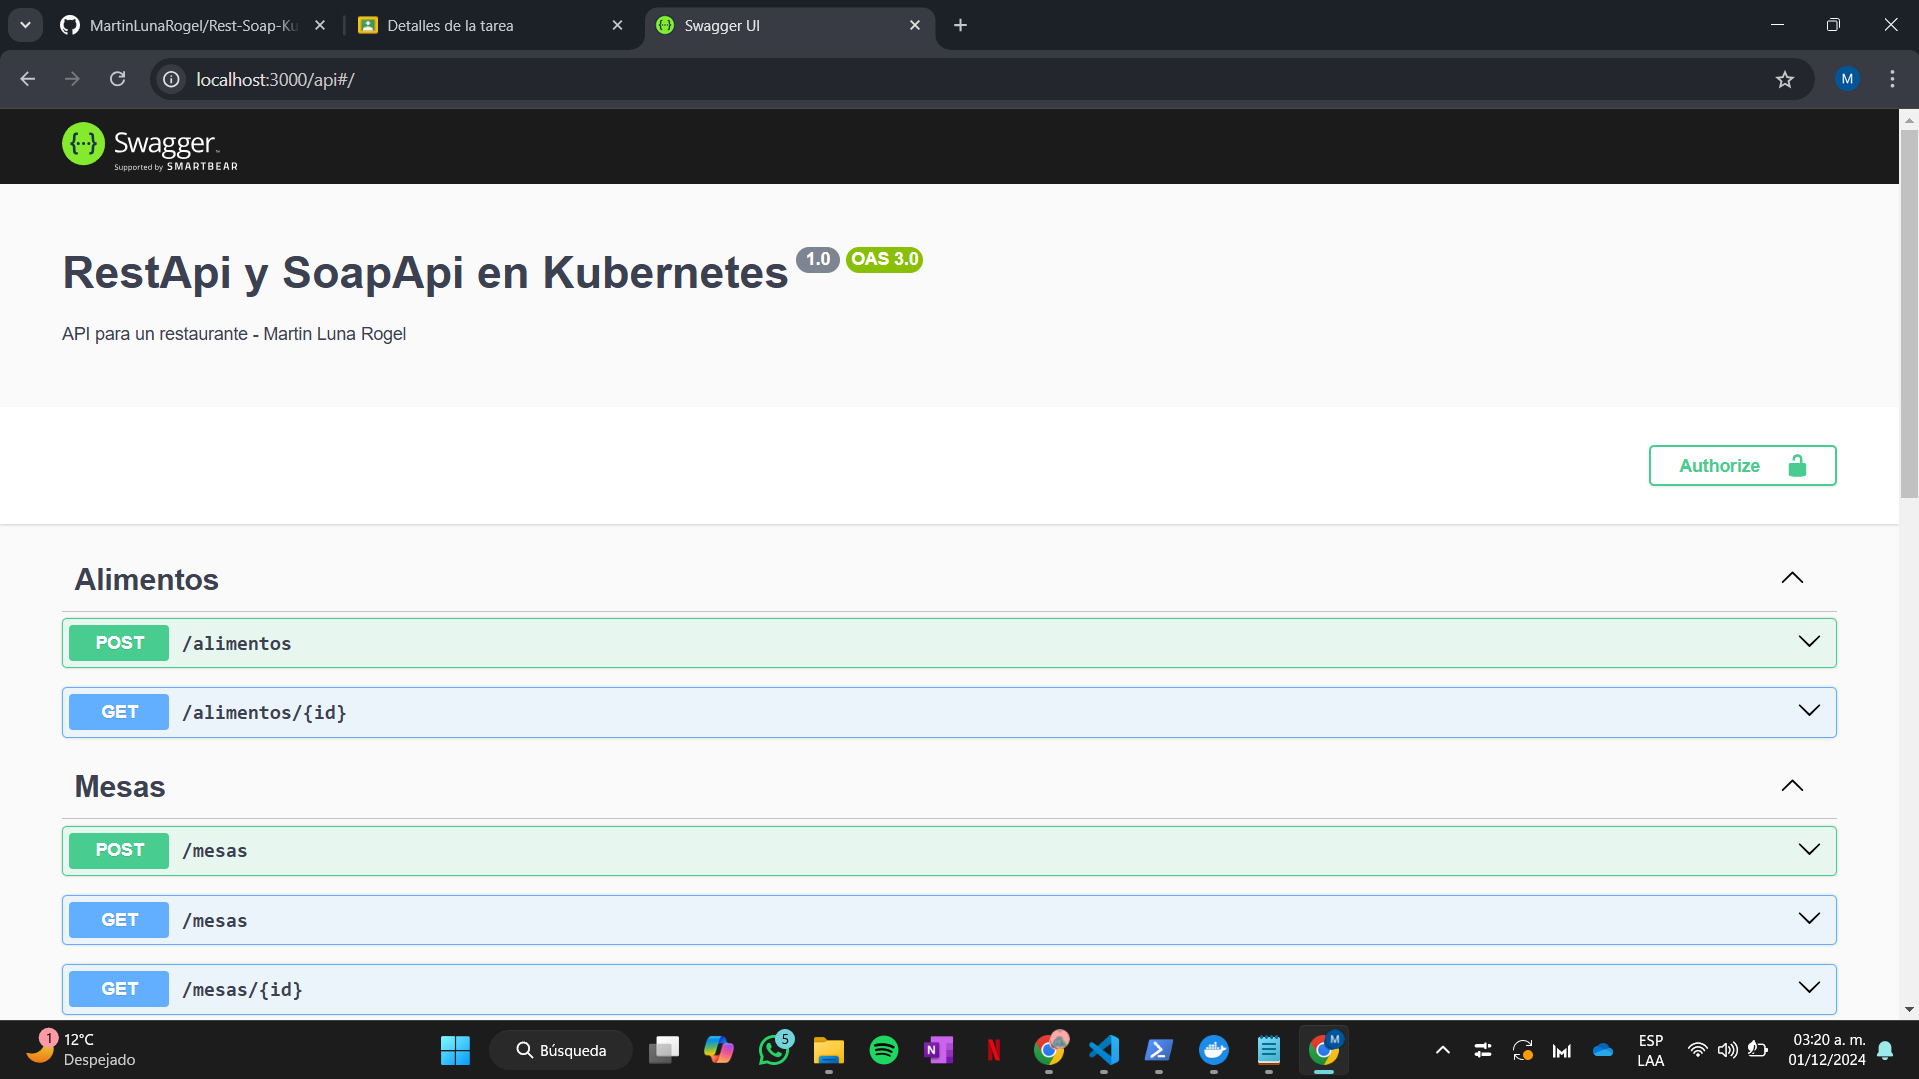 MartinLunaRogel/Rest-Soap-Ku
Detalles de la tarea
Swagger UI
localhost:3000/api#/
M
Swagger
Supported by SMARTBEAR
RestApi y SoapApi en Kubernetes 1.0 OAS 3.0
API para un restaurante - Martin Luna Rogel
Authorize
Alimentos
POST /alimentos
GET /alimentos/{id}
Mesas
POST /mesas
GET /mesas
GET /mesas/{id}
1
12°C
Despejado
Búsqueda
5
N
N
M
ESP
LAA
03:20 a. m.
01/12/2024